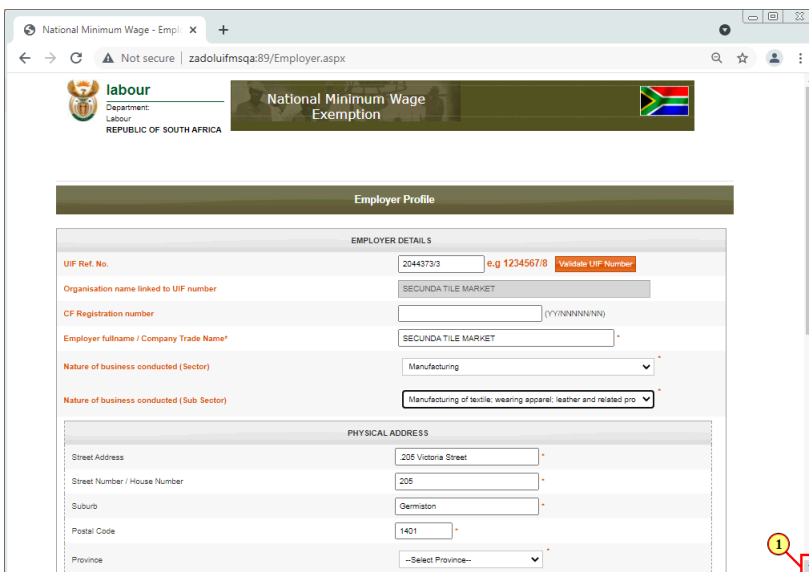 National Minimum Wage - Empl
Not secure | zadoluifmsqa:89/Employer.aspx
labour
Department:
Labour
REPUBLIC OF SOUTH AFRICA
National Minimum Wage
Exemption
Employer Profile
EMPLOYER DETAILS
UIF Ref. No. 2044373/3 e.g 1234567/8 Validate UIF Number
Organisation name linked to UIF number SECUNDA TILE MARKET
CF Registration number (YY/NNNNN/NN)
Employer fullname / Company Trade Name* SECUNDA TILE MARKET *
Nature of business conducted (Sector) Manufacturing *
Nature of business conducted (Sub Sector) Manufacturing of textile; wearing apparel; leather and related pro *
PHYSICAL ADDRESS
Street Address .205 Victoria Street *
Street Number / House Number 205 *
Suburb Germiston *
Postal Code 1401 *
Province --Select Province-- *
1